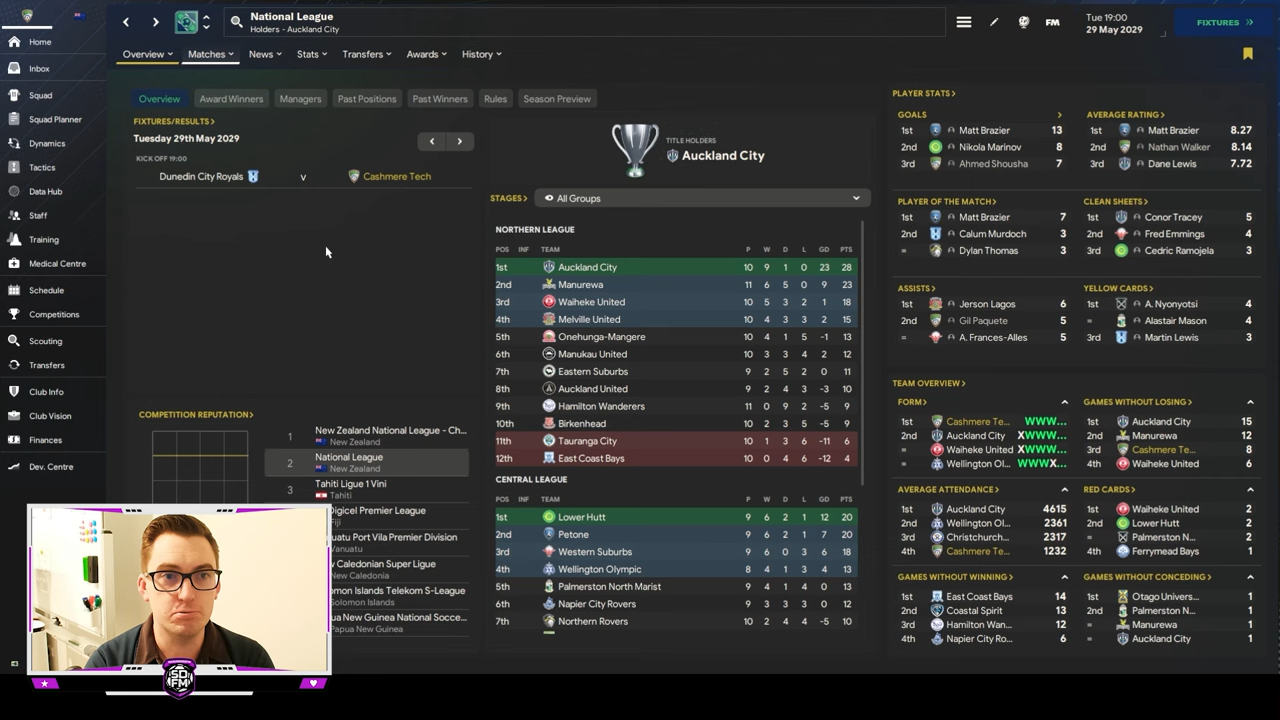 National League
Holders - Auckland City
FM
Tue 19:00
29 May 2029
FIXTURES
Home
Inbox
Squad
Squad Planner
Dynamics
Tactics
Data Hub
Staff
Training
Medical Centre
Schedule
Competitions
Scouting
Transfers
Club Info
Club Vision
Finances
Dev. Centre
Overview Matches News Stats Transfers Awards History
Overview Award Winners Managers Past Positions Past Winners Rules Season Preview
FIXTURES/RESULTS
Tuesday 29th May 2029
KICK OFF 19:00
Dunedin City Royals v Cashmere Tech
COMPETITION REPUTATION
1 New Zealand National League - Ch...
New Zealand
2 National League
New Zealand
3 Tahiti Ligue 1 Vini
Tahiti
Digicel Premier League
Fiji
nuatu Port Vila Premier Division
Vanuatu
w Caledonian Super Ligue
New Caledonia
lomon Islands Telekom S-League
Solomon Islands
ua New Guinea National Socce...
Papua New Guinea
SDFM
TITLE HOLDERS
Auckland City
STAGES All Groups
NORTHERN LEAGUE
POS INF TEAM P W D L GD PTS
1st Auckland City 10 9 1 0 23 28
2nd Manurewa 11 6 5 0 9 23
3rd Waiheke United 10 5 3 2 1 18
4th Melville United 10 4 3 3 2 15
5th Onehunga-Mangere 10 4 1 5 -1 13
6th Manukau United 10 3 3 4 2 12
7th Eastern Suburbs 9 2 5 2 0 11
8th Auckland United 9 2 4 3 -3 10
9th Hamilton Wanderers 11 0 9 2 -5 9
10th Birkenhead 10 2 3 5 -5 9
11th Tauranga City 10 1 3 6 -11 6
12th East Coast Bays 10 0 4 6 -12 4
CENTRAL LEAGUE
POS INF TEAM P W D L GD PTS
1st Lower Hutt 9 6 2 1 12 20
2nd Petone 9 6 2 1 7 20
3rd Western Suburbs 9 6 0 3 6 18
4th Wellington Olympic 8 4 1 3 4 13
5th Palmerston North Marist 9 4 1 4 0 13
6th Napier City Rovers 9 3 3 3 0 12
7th Northern Rovers 10 2 4 4 -5 10
PLAYER STATS
GOALS
1st Matt Brazier 13
2nd Nikola Marinov 8
3rd Ahmed Shousha 7
AVERAGE RATING
1st Matt Brazier 8.27
2nd Nathan Walker 8.14
3rd Dane Lewis 7.72
PLAYER OF THE MATCH
1st Matt Brazier 7
2nd Calum Murdoch 3
= Dylan Thomas 3
CLEAN SHEETS
1st Conor Tracey 5
2nd Fred Emmings 4
3rd Cedric Ramojela 3
ASSISTS
1st Jerson Lagos 6
2nd Gil Paquete 5
= A. Frances-Alles 5
YELLOW CARDS
1st A. Nyonyotsi 4
= Alastair Mason 4
3rd Martin Lewis 3
TEAM OVERVIEW
FORM
1st Cashmere Te... WWW...
2nd Auckland City XWWW...
= Waiheke United XWWW...
= Wellington Ol... WWWX...
GAMES WITHOUT LOSING
1st Auckland City 15
2nd Manurewa 12
3rd Cashmere Te... 8
4th Waiheke United 6
AVERAGE ATTENDANCE
1st Auckland City 4615
2nd Wellington Ol... 2361
3rd Christchurch... 2317
4th Cashmere Te... 1232
RED CARDS
1st Waiheke United 2
2nd Lower Hutt 2
= Palmerston N... 2
4th Ferrymead Bays 1
GAMES WITHOUT WINNING
1st East Coast Bays 14
2nd Coastal Spirit 13
3rd Hamilton Wan... 12
4th Napier City Ro... 6
GAMES WITHOUT CONCEDING
1st Otago Univers... 1
2nd Palmerston N... 1
= Manurewa 1
= Auckland City 1